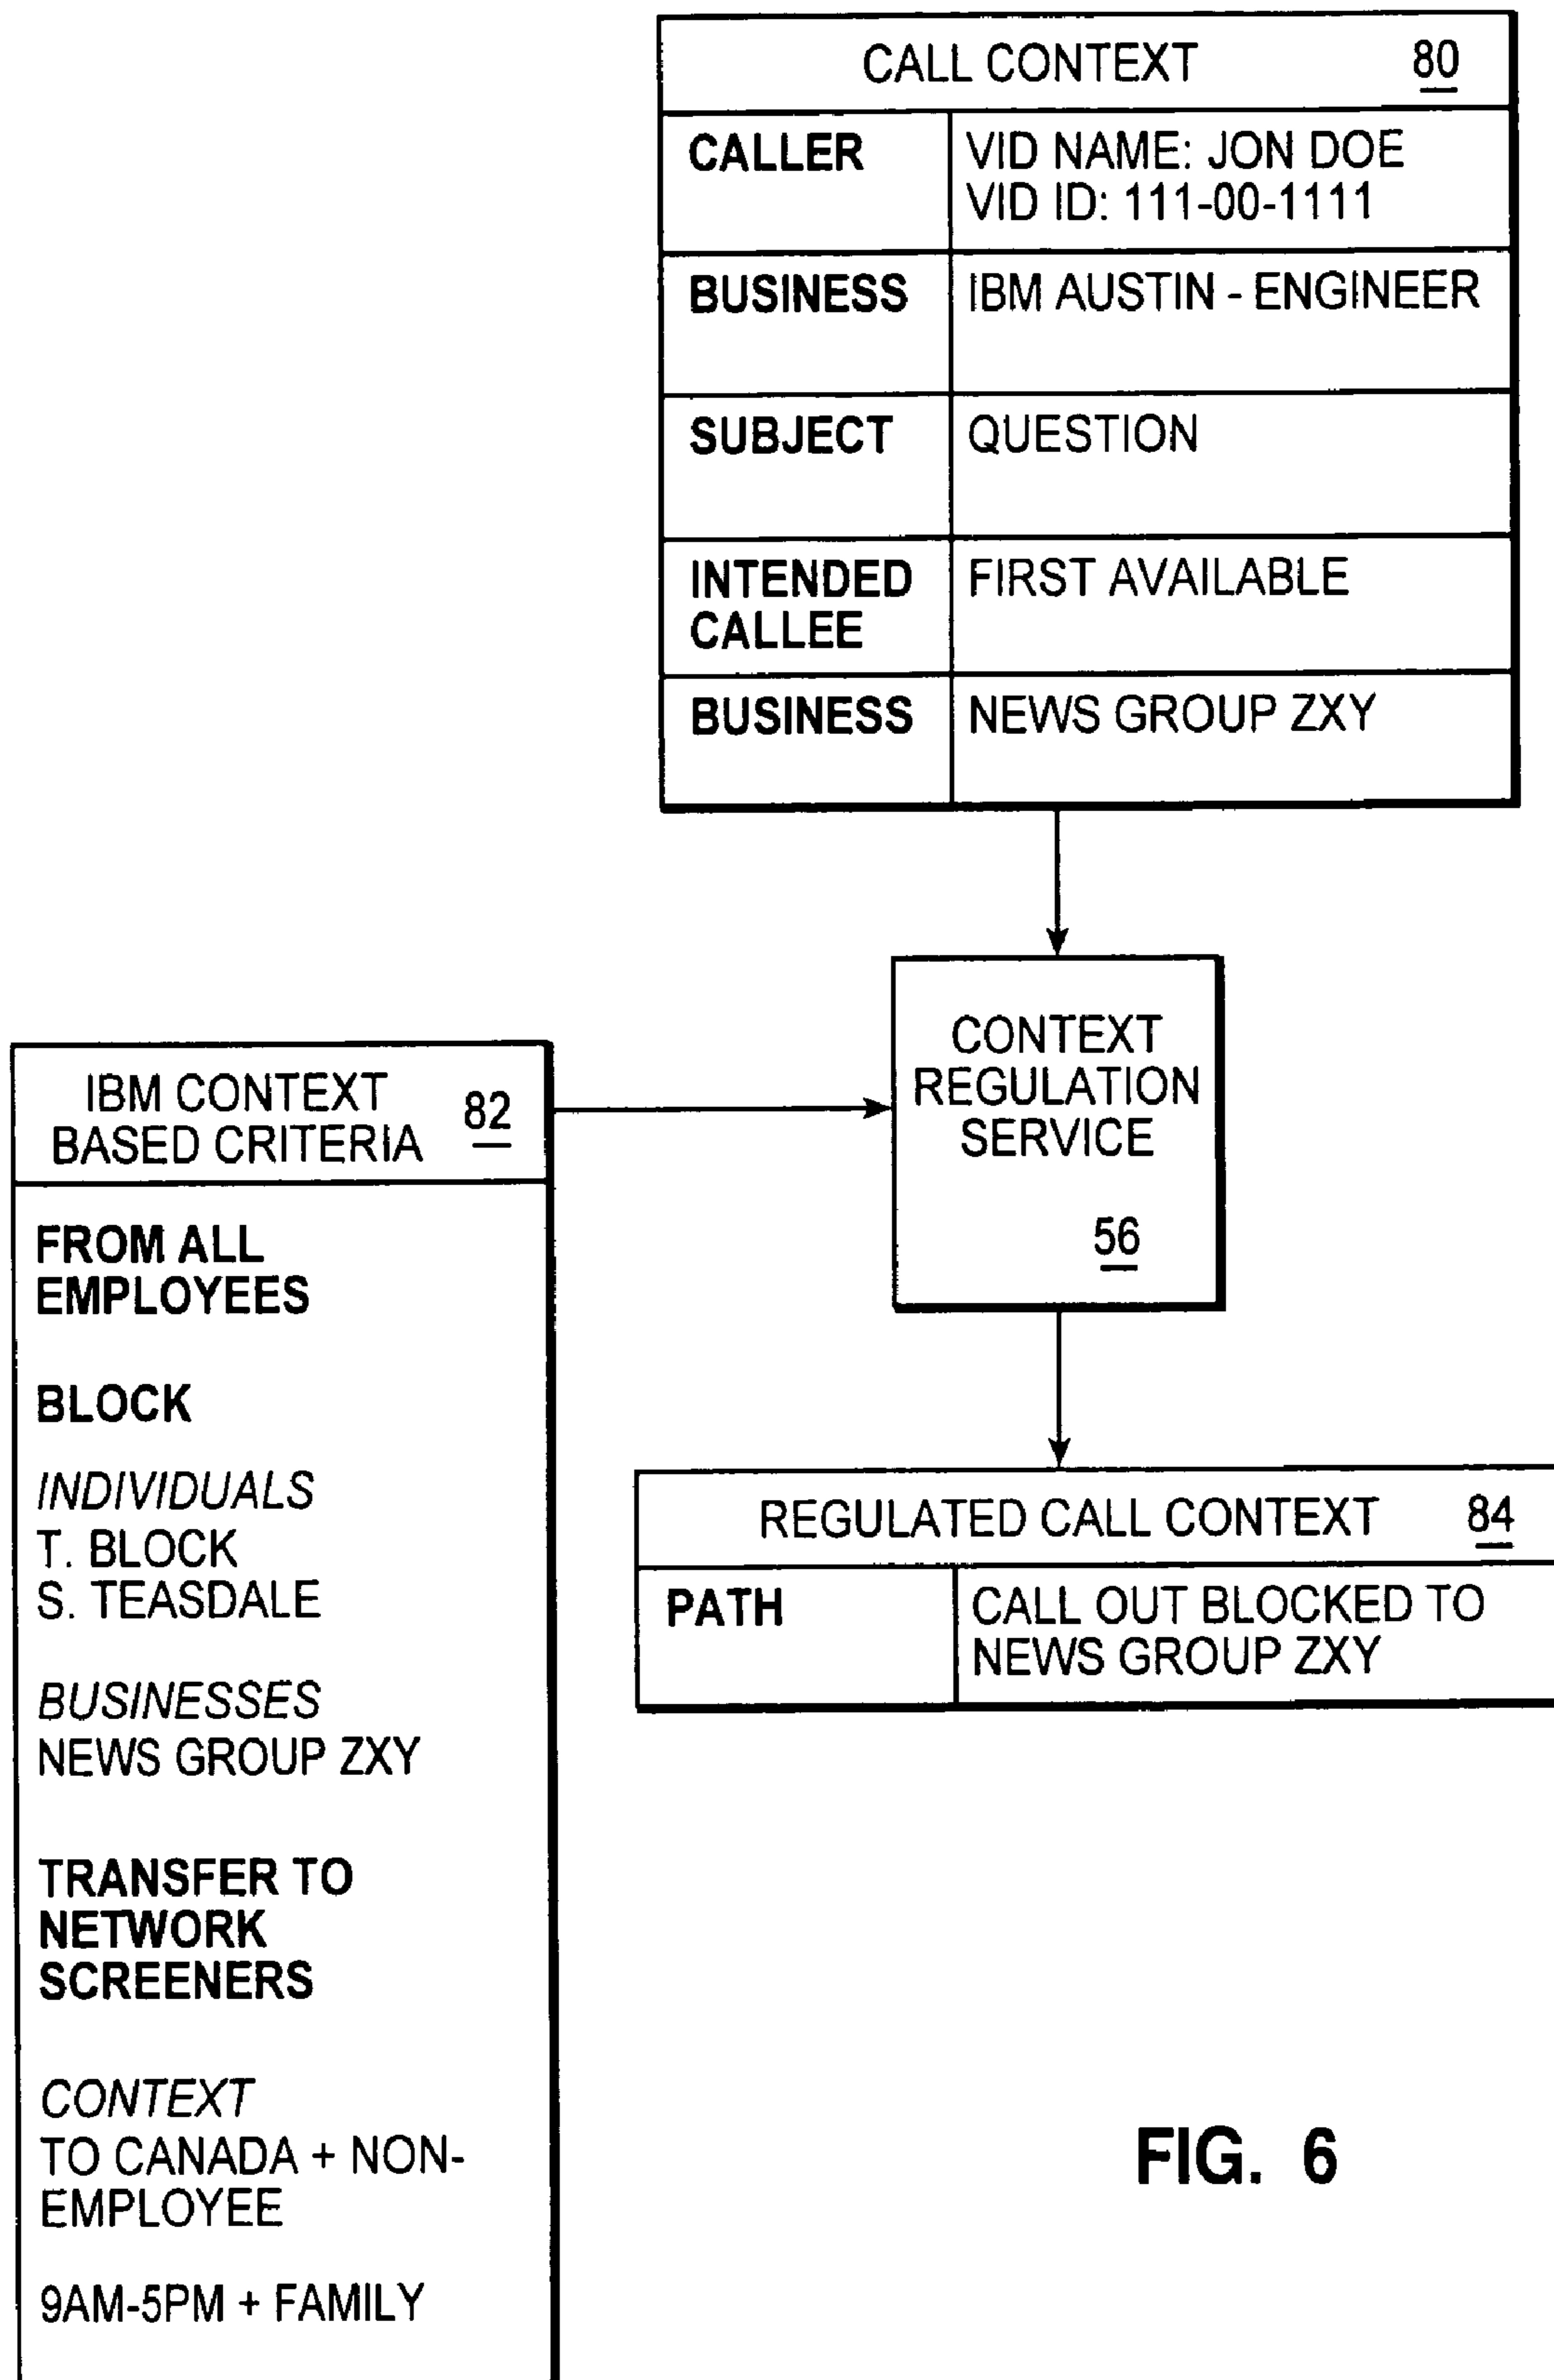 CALL CONTEXT 80
CALLER VID NAME: JON DOE
VID ID: 111-00-1111
BUSINESS IBM AUSTIN - ENGINEER
SUBJECT QUESTION
INTENDED CALLEE FIRST AVAILABLE
BUSINESS NEWS GROUP ZXY
CONTEXT
REGULATION
SERVICE
56
IBM CONTEXT
BASED CRITERIA 82
FROM ALL
EMPLOYEES
BLOCK
INDIVIDUALS
T. BLOCK
S. TEASDALE
BUSINESSES
NEWS GROUP ZXY
TRANSFER TO
NETWORK
SCREENERS
CONTEXT
TO CANADA + NON-
EMPLOYEE
9AM-5PM + FAMILY
REGULATED CALL CONTEXT 84
PATH CALL OUT BLOCKED TO
NEWS GROUP ZXY
FIG. 6